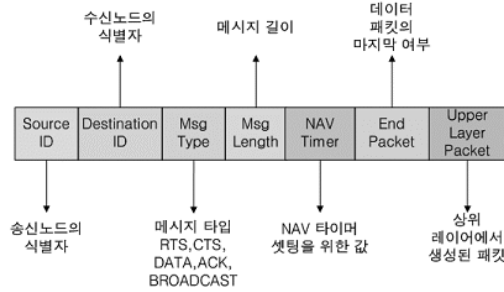 수신노드의
식별자
메시지 길이
데이터
패킷의
마지막 여부
Source
ID
Destination
ID
Msg
Type
Msg
Length
NAV
Timer
End
Packet
Upper
Layer
Packet
송신노드의
식별자
메시지 타입
RTS,CTS,
DATA,ACK,
BROADCAST
NAV 타이머
셋팅을 위한 값
상위
레이어에서
생성된 패킷